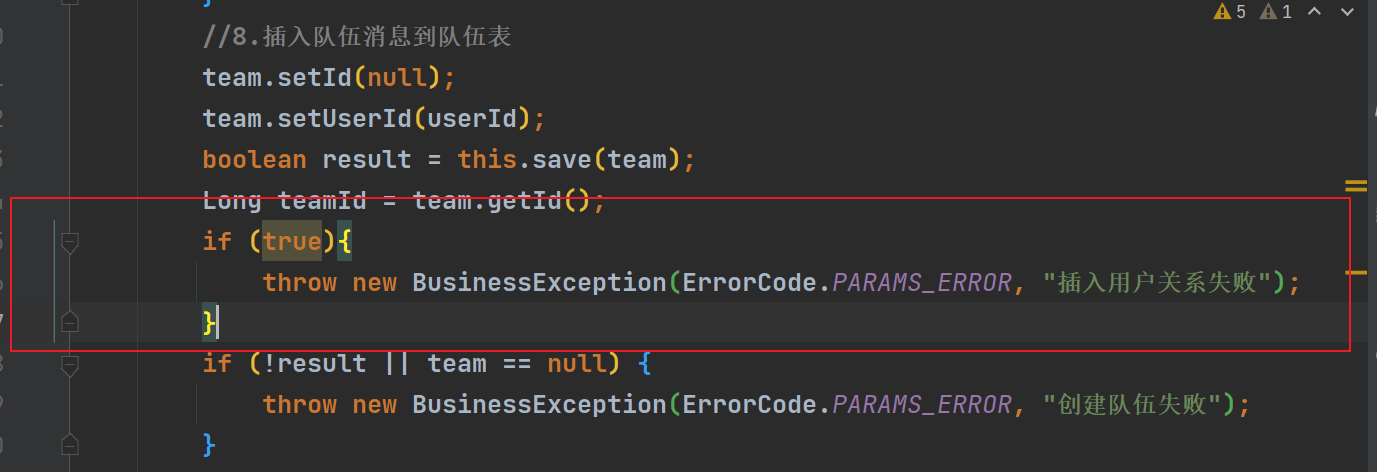 }
5 1
//8.插入队伍消息到队伍表
team.setId(null);
team.setUserId(userId);
boolean result = this.save(team);
Long teamId = team.getId();
if (true){
throw new BusinessException(ErrorCode.PARAMS_ERROR, "插入用户关系失败");
}
if (!result || team == null) {
throw new BusinessException(ErrorCode.PARAMS_ERROR, "创建队伍失败");
}